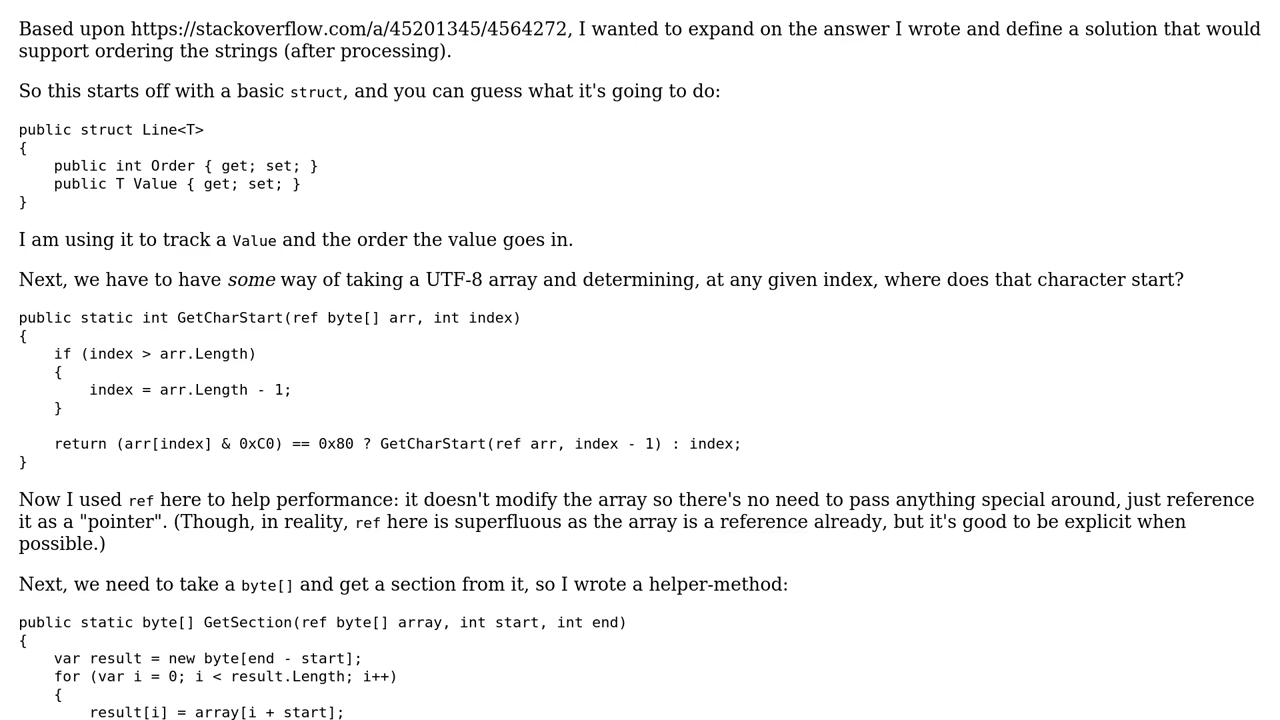 Based upon https://stackoverflow.com/a/45201345/4564272, I wanted to expand on the answer I wrote and define a solution that would
support ordering the strings (after processing).
So this starts off with a basic struct, and you can guess what it's going to do:
public struct Line<T>
{
    public int Order { get; set; }
    public T Value { get; set; }
}
I am using it to track a Value and the order the value goes in.
Next, we have to have some way of taking a UTF-8 array and determining, at any given index, where does that character start?
public static int GetCharStart(ref byte[] arr, int index)
{
    if (index > arr.Length)
    {
        index = arr.Length - 1;
    }
    return (arr[index] & 0xC0) == 0x80 ? GetCharStart(ref arr, index - 1) : index;
}
Now I used ref here to help performance: it doesn't modify the array so there's no need to pass anything special around, just reference
it as a "pointer". (Though, in reality, ref here is superfluous as the array is a reference already, but it's good to be explicit when
possible.)
Next, we need to take a byte[] and get a section from it, so I wrote a helper-method:
public static byte[] GetSection(ref byte[] array, int start, int end)
{
    var result = new byte[end - start];
    for (var i = 0; i < result.Length; i++)
    {
        result[i] = array[i + start];